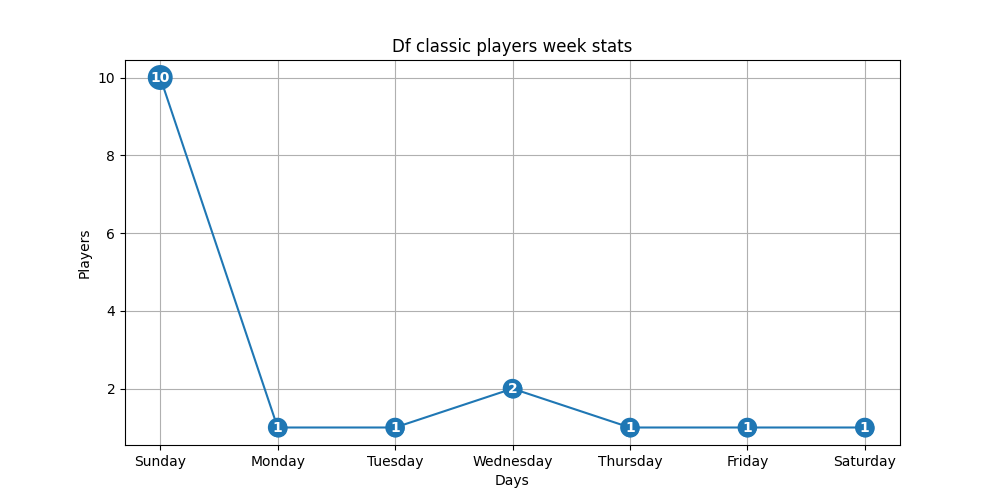 Df classic players week stats
10
8
6
4
2
Players
10
1
1
2
1
1
1
Sunday
Monday
Tuesday
Wednesday
Thursday
Friday
Saturday
Days